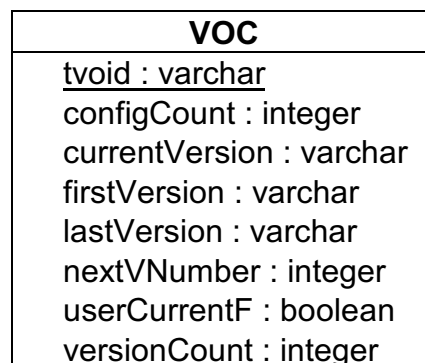 VOC
tvoid : varchar
configCount : integer
currentVersion : varchar
firstVersion : varchar
lastVersion : varchar
nextVNumber : integer
userCurrentF : boolean
versionCount : integer